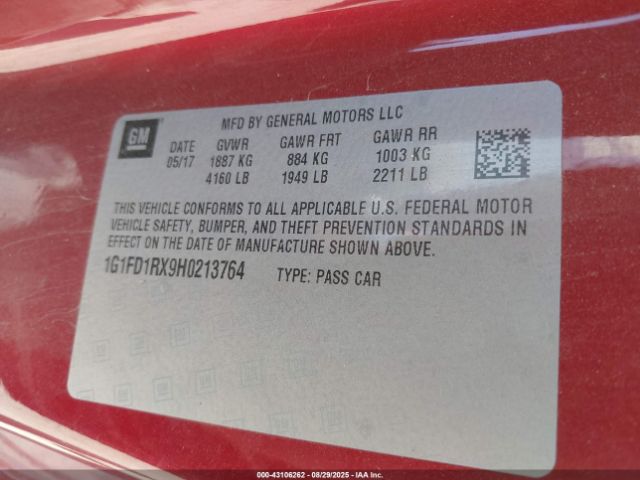 MFD BY GENERAL MOTORS LLC
GM
DATE GVWR GAWR FRT GAWR RR
05/17 1887 KG 884 KG 1003 KG
4160 LB 1949 LB 2211 LB
THIS VEHICLE CONFORMS TO ALL APPLICABLE U.S. FEDERAL MOTOR
VEHICLE SAFETY, BUMPER, AND THEFT PREVENTION STANDARDS IN
EFFECT ON THE DATE OF MANUFACTURE SHOWN ABOVE.
1G1FD1RX9H0213764 TYPE: PASS CAR
000-43106262 - 08/29/2025 - IAA Inc.